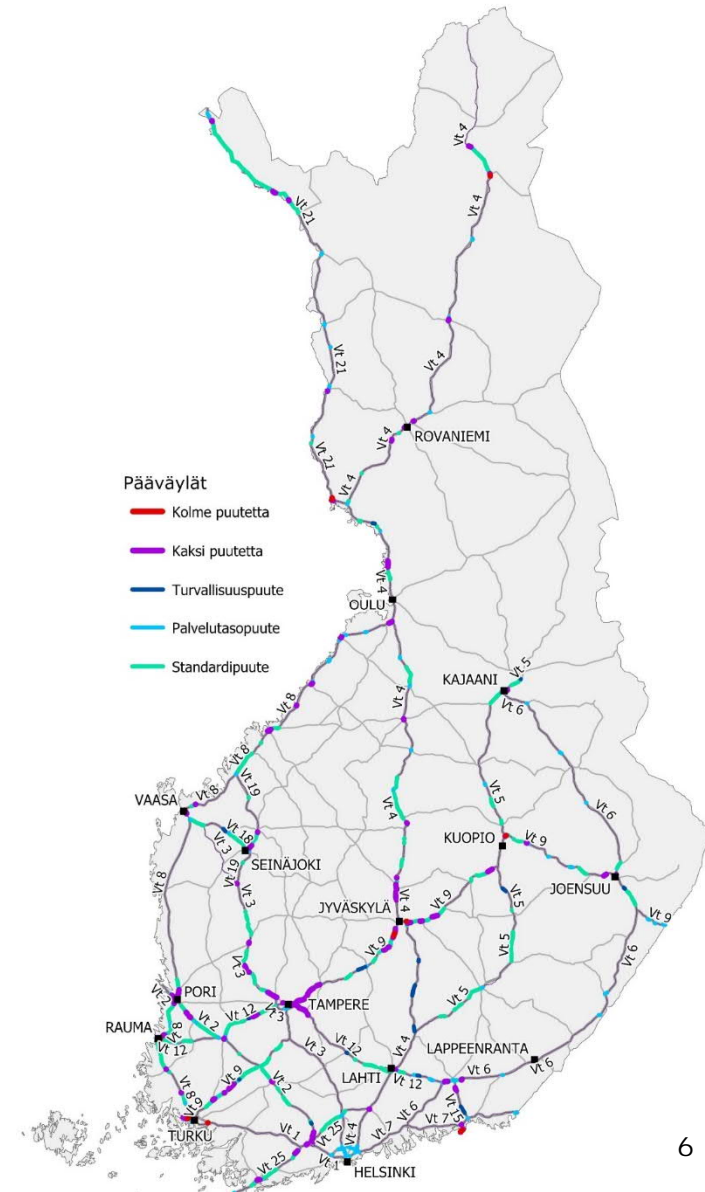 Vt 4
Vt 4
Vt 21
Vt 21
Vt 4
Vt 4
ROVANIEMI
Vt 21
Vt 4
Pääväylät
Kolme puutetta
Kaksi puutetta
Turvallisuuspuute
Palvelutasopuute
Standardipuute
Vt 4
OULU
Vt 5
KAJAANI
Vt 6
Vt 4
Vt 8
Vt 8
Vt 19
Vt 8
VAASA
Vt 4
Vt 5
Vt 6
Vt 18
Vt 3
KUOPIO
Vt 9
SEINÄJOKI
Vt 19
Vt 8
JOENSUU
Vt 3
JYVÄSKYLÄ
Vt 4
Vt 9
Vt 5
Vt 9
Vt 9
Vt 5
Vt 6
Vt 3
Vt 5
Vt 2
PORI
TAMPERE
Vt 3
Vt 12
RAUMA
Vt 8
Vt 2
Vt 12
Vt 3
Vt 12
Vt 4
LAPPEENRANTA
Vt 6
LAHTI
Vt 12
Vt 6
Vt 9
Vt 2
Vt 8
Vt 9
TURKU
Vt 1
Vt 25
Vt 4
Vt 6
Vt 7
Vt 7
Vt 15
Vt 25
Vt 1
HELSINKI
6